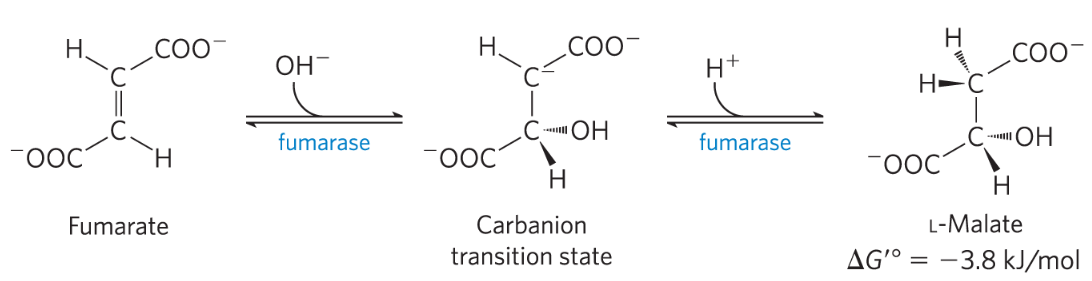 H COO⁻
C
C
⁻OOC H
Fumarate
OH⁻
fumarase
H COO⁻
C⁻
C OH
⁻OOC
H
Carbanion
transition state
H⁺
fumarase
H
COO⁻
H C
C OH
⁻OOC
H
L-Malate
ΔG′° = −3.8 kJ/mol